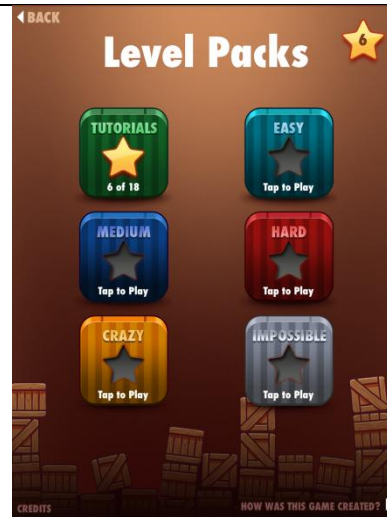 BACK
6
Level Packs
TUTORIALS
6 of 18
EASY
Tap to Play
MEDIUM
Tap to Play
HARD
Tap to Play
CRAZY
Tap to Play
IMPOSSIBLE
Tap to Play
CREDITS
HOW WAS THIS GAME CREATED?